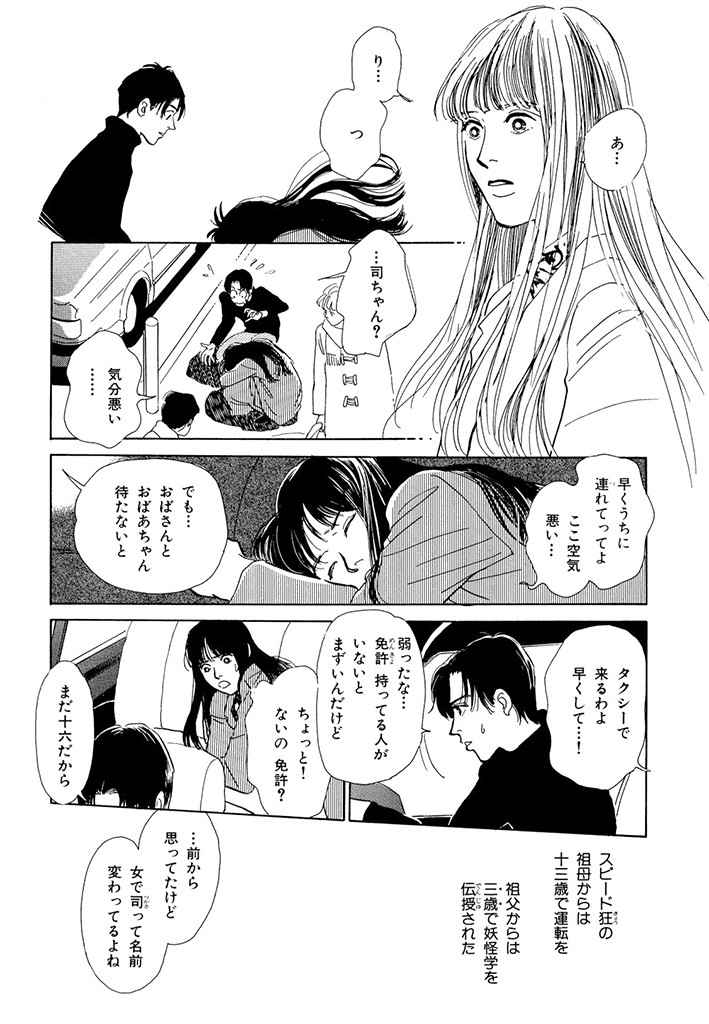 あ…
り…
っ
…司ちゃん？
気分悪い
……
早くうちに
連れてってよ
ここ空気
悪い…
でも…
おばさんと
おばあちゃん
待たないと
タクシーで
来るわよ
早くして…！
弱ったな…
免許 持ってる人が
いないと
まずいんだけど
ちょっと！
ないの 免許？
まだ十六だから
スピード狂の
祖母からは
十三歳で運転を
祖父からは
三歳で妖怪学を
伝授された
…前から
思ってたけど
女で司って名前
変わってるよね